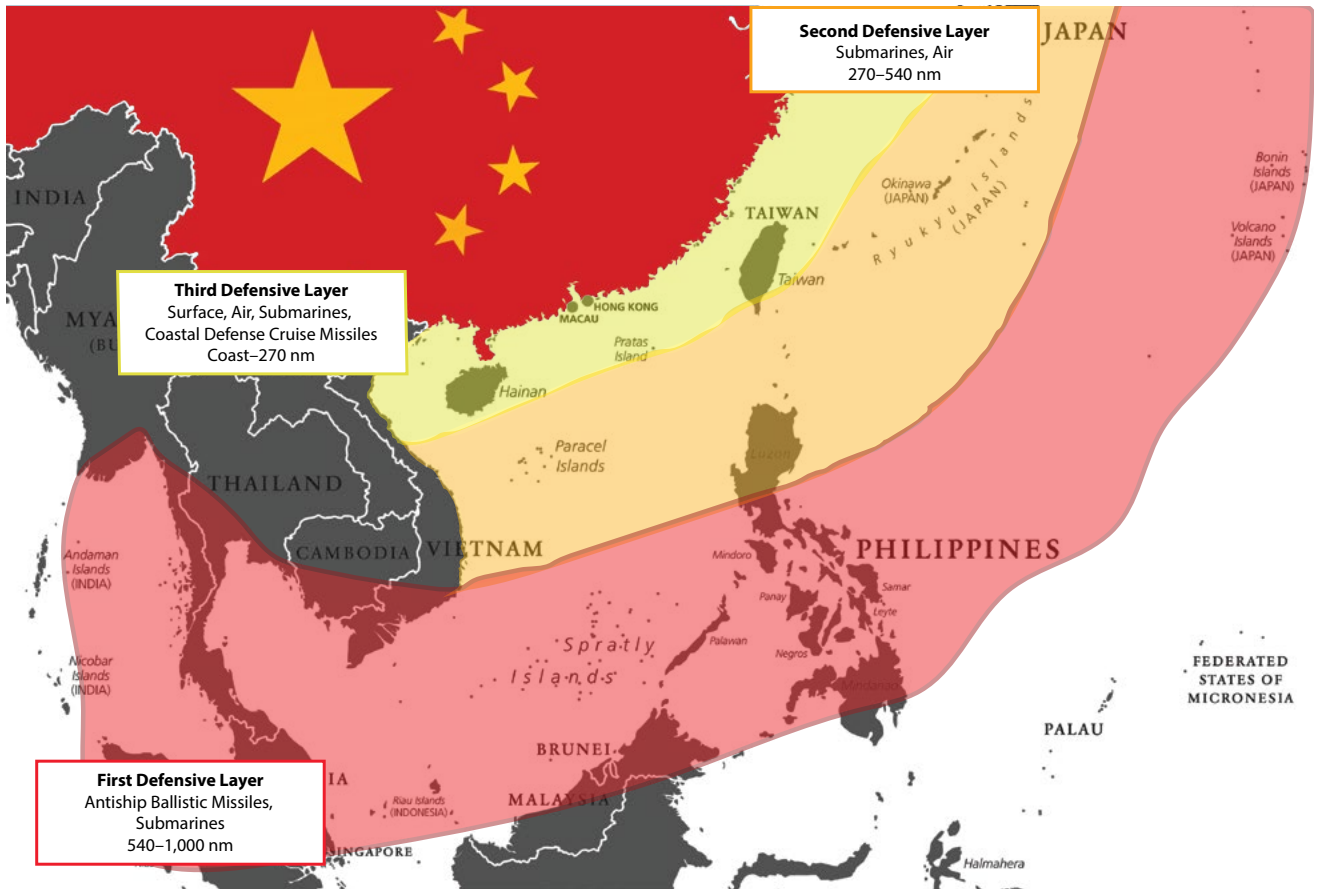 Second Defensive Layer
Submarines, Air
270–540 nm
JAPAN
INDIA
Bonin
Islands
(JAPAN)
Okinawa
(JAPAN)
Ryukyu Islands
(JAPAN)
TAIWAN
Taiwan
Volcano
Islands
(JAPAN)
Third Defensive Layer
Surface, Air, Submarines,
Coastal Defense Cruise Missiles
Coast–270 nm
HONG KONG
MACAU
Pratas
Island
Hainan
Paracel
Islands
Luzon
THAILAND
CAMBODIA
VIETNAM
PHILIPPINES
Andaman
Islands
(INDIA)
Mindoro
Panay
Samar
Leyte
Spratly
Islands
Palawan
Negros
Nicobar
Islands
(INDIA)
Mindanao
FEDERATED
STATES OF
MICRONESIA
PALAU
BRUNEI
MALAYSIA
First Defensive Layer
Antiship Ballistic Missiles,
Submarines
540–1,000 nm
Riau Islands
(INDONESIA)
SINGAPORE
Halmahera